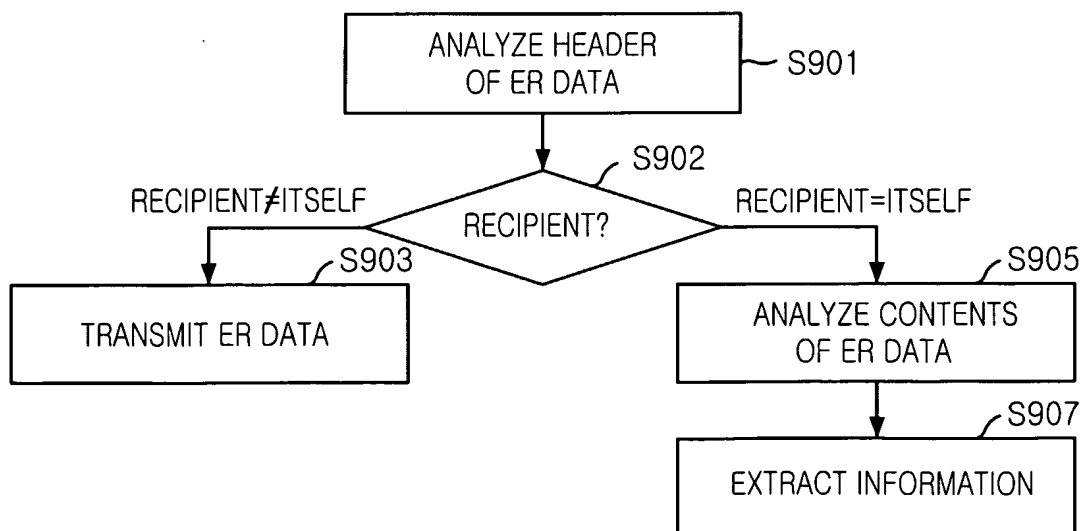 ANALYZE HEADER
OF ER DATA
S901
S902
RECIPIENT≠ITSELF
RECIPIENT?
RECIPIENT=ITSELF
S903
TRANSMIT ER DATA
S905
ANALYZE CONTENTS
OF ER DATA
S907
EXTRACT INFORMATION